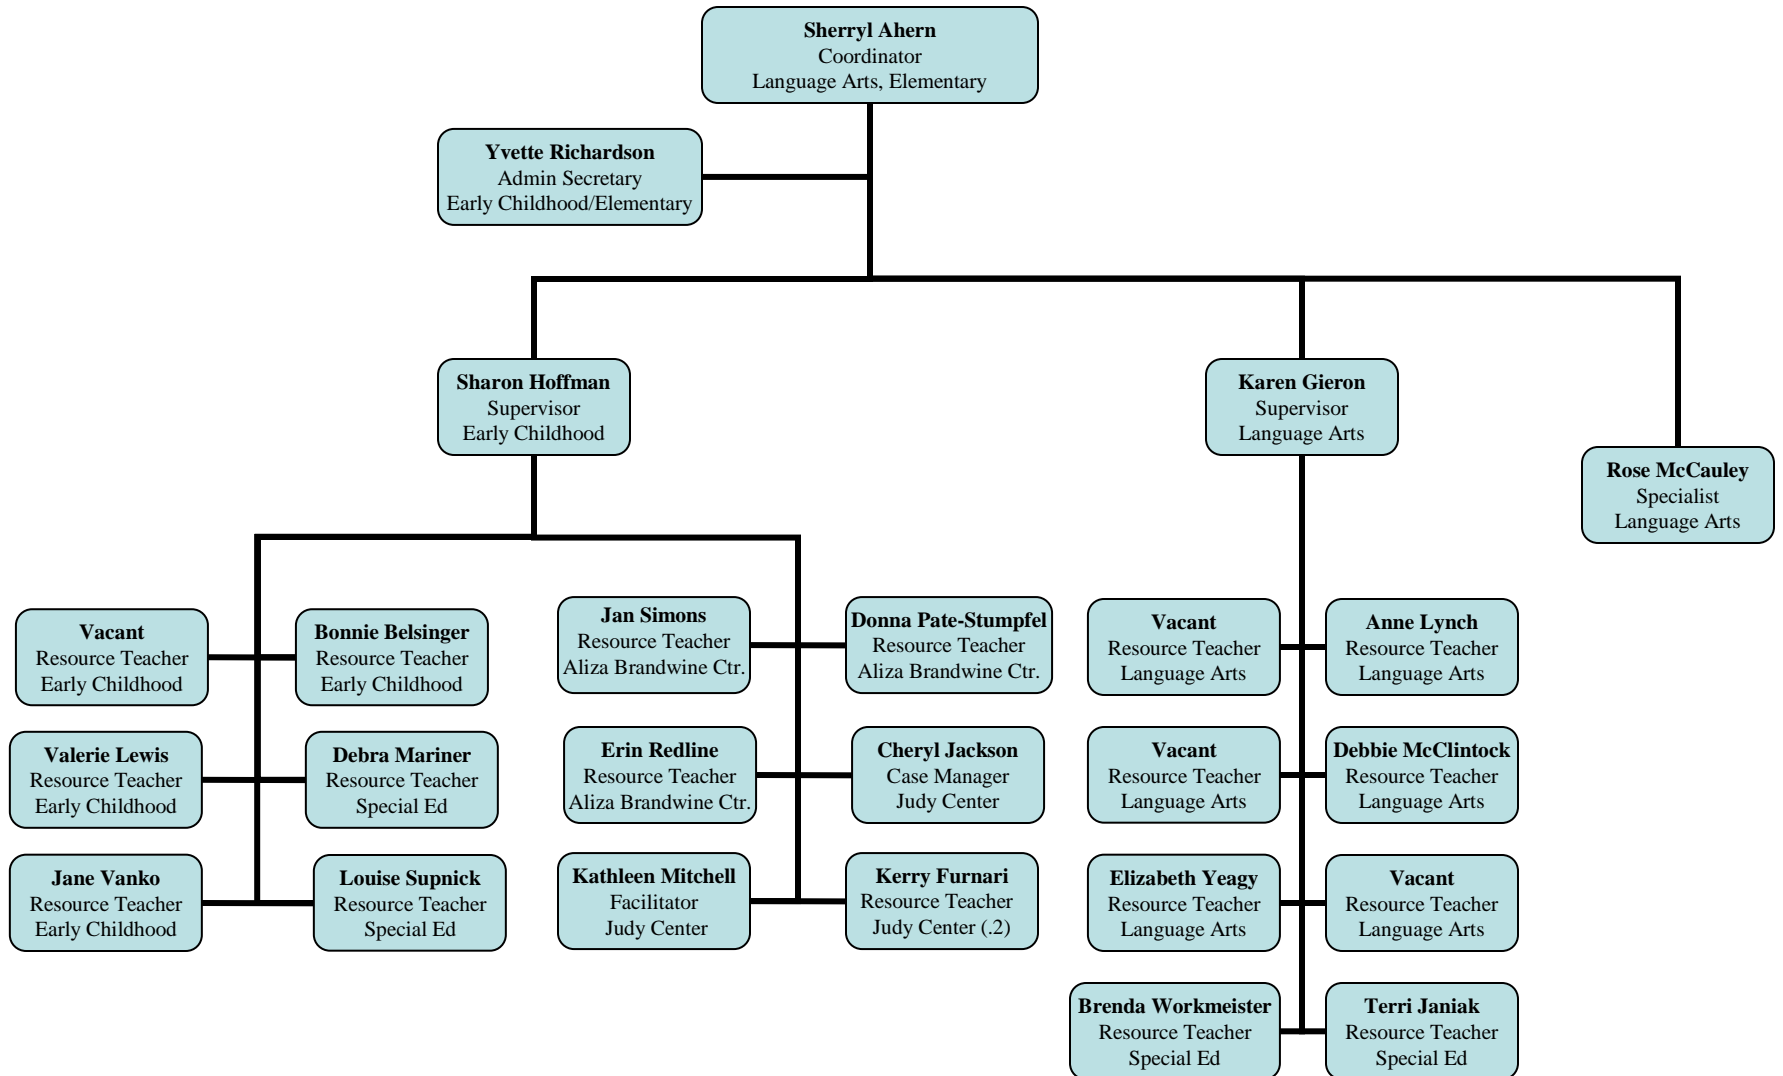 Sherryl Ahern
Coordinator
Language Arts, Elementary
Yvette Richardson
Admin Secretary
Early Childhood/Elementary
Sharon Hoffman
Supervisor
Early Childhood
Karen Gieron
Supervisor
Language Arts
Rose McCauley
Specialist
Language Arts
Vacant
Resource Teacher
Early Childhood
Bonnie Belsinger
Resource Teacher
Early Childhood
Jan Simons
Resource Teacher
Aliza Brandwine Ctr.
Donna Pate-Stumpfel
Resource Teacher
Aliza Brandwine Ctr.
Vacant
Resource Teacher
Language Arts
Anne Lynch
Resource Teacher
Language Arts
Valerie Lewis
Resource Teacher
Early Childhood
Debra Mariner
Resource Teacher
Special Ed
Erin Redline
Resource Teacher
Aliza Brandwine Ctr.
Cheryl Jackson
Case Manager
Judy Center
Vacant
Resource Teacher
Language Arts
Debbie McClintock
Resource Teacher
Language Arts
Jane Vanko
Resource Teacher
Early Childhood
Louise Supnick
Resource Teacher
Special Ed
Kathleen Mitchell
Facilitator
Judy Center
Kerry Furnari
Resource Teacher
Judy Center (.2)
Elizabeth Yeagy
Resource Teacher
Language Arts
Vacant
Resource Teacher
Language Arts
Brenda Workmeister
Resource Teacher
Special Ed
Terri Janiak
Resource Teacher
Special Ed